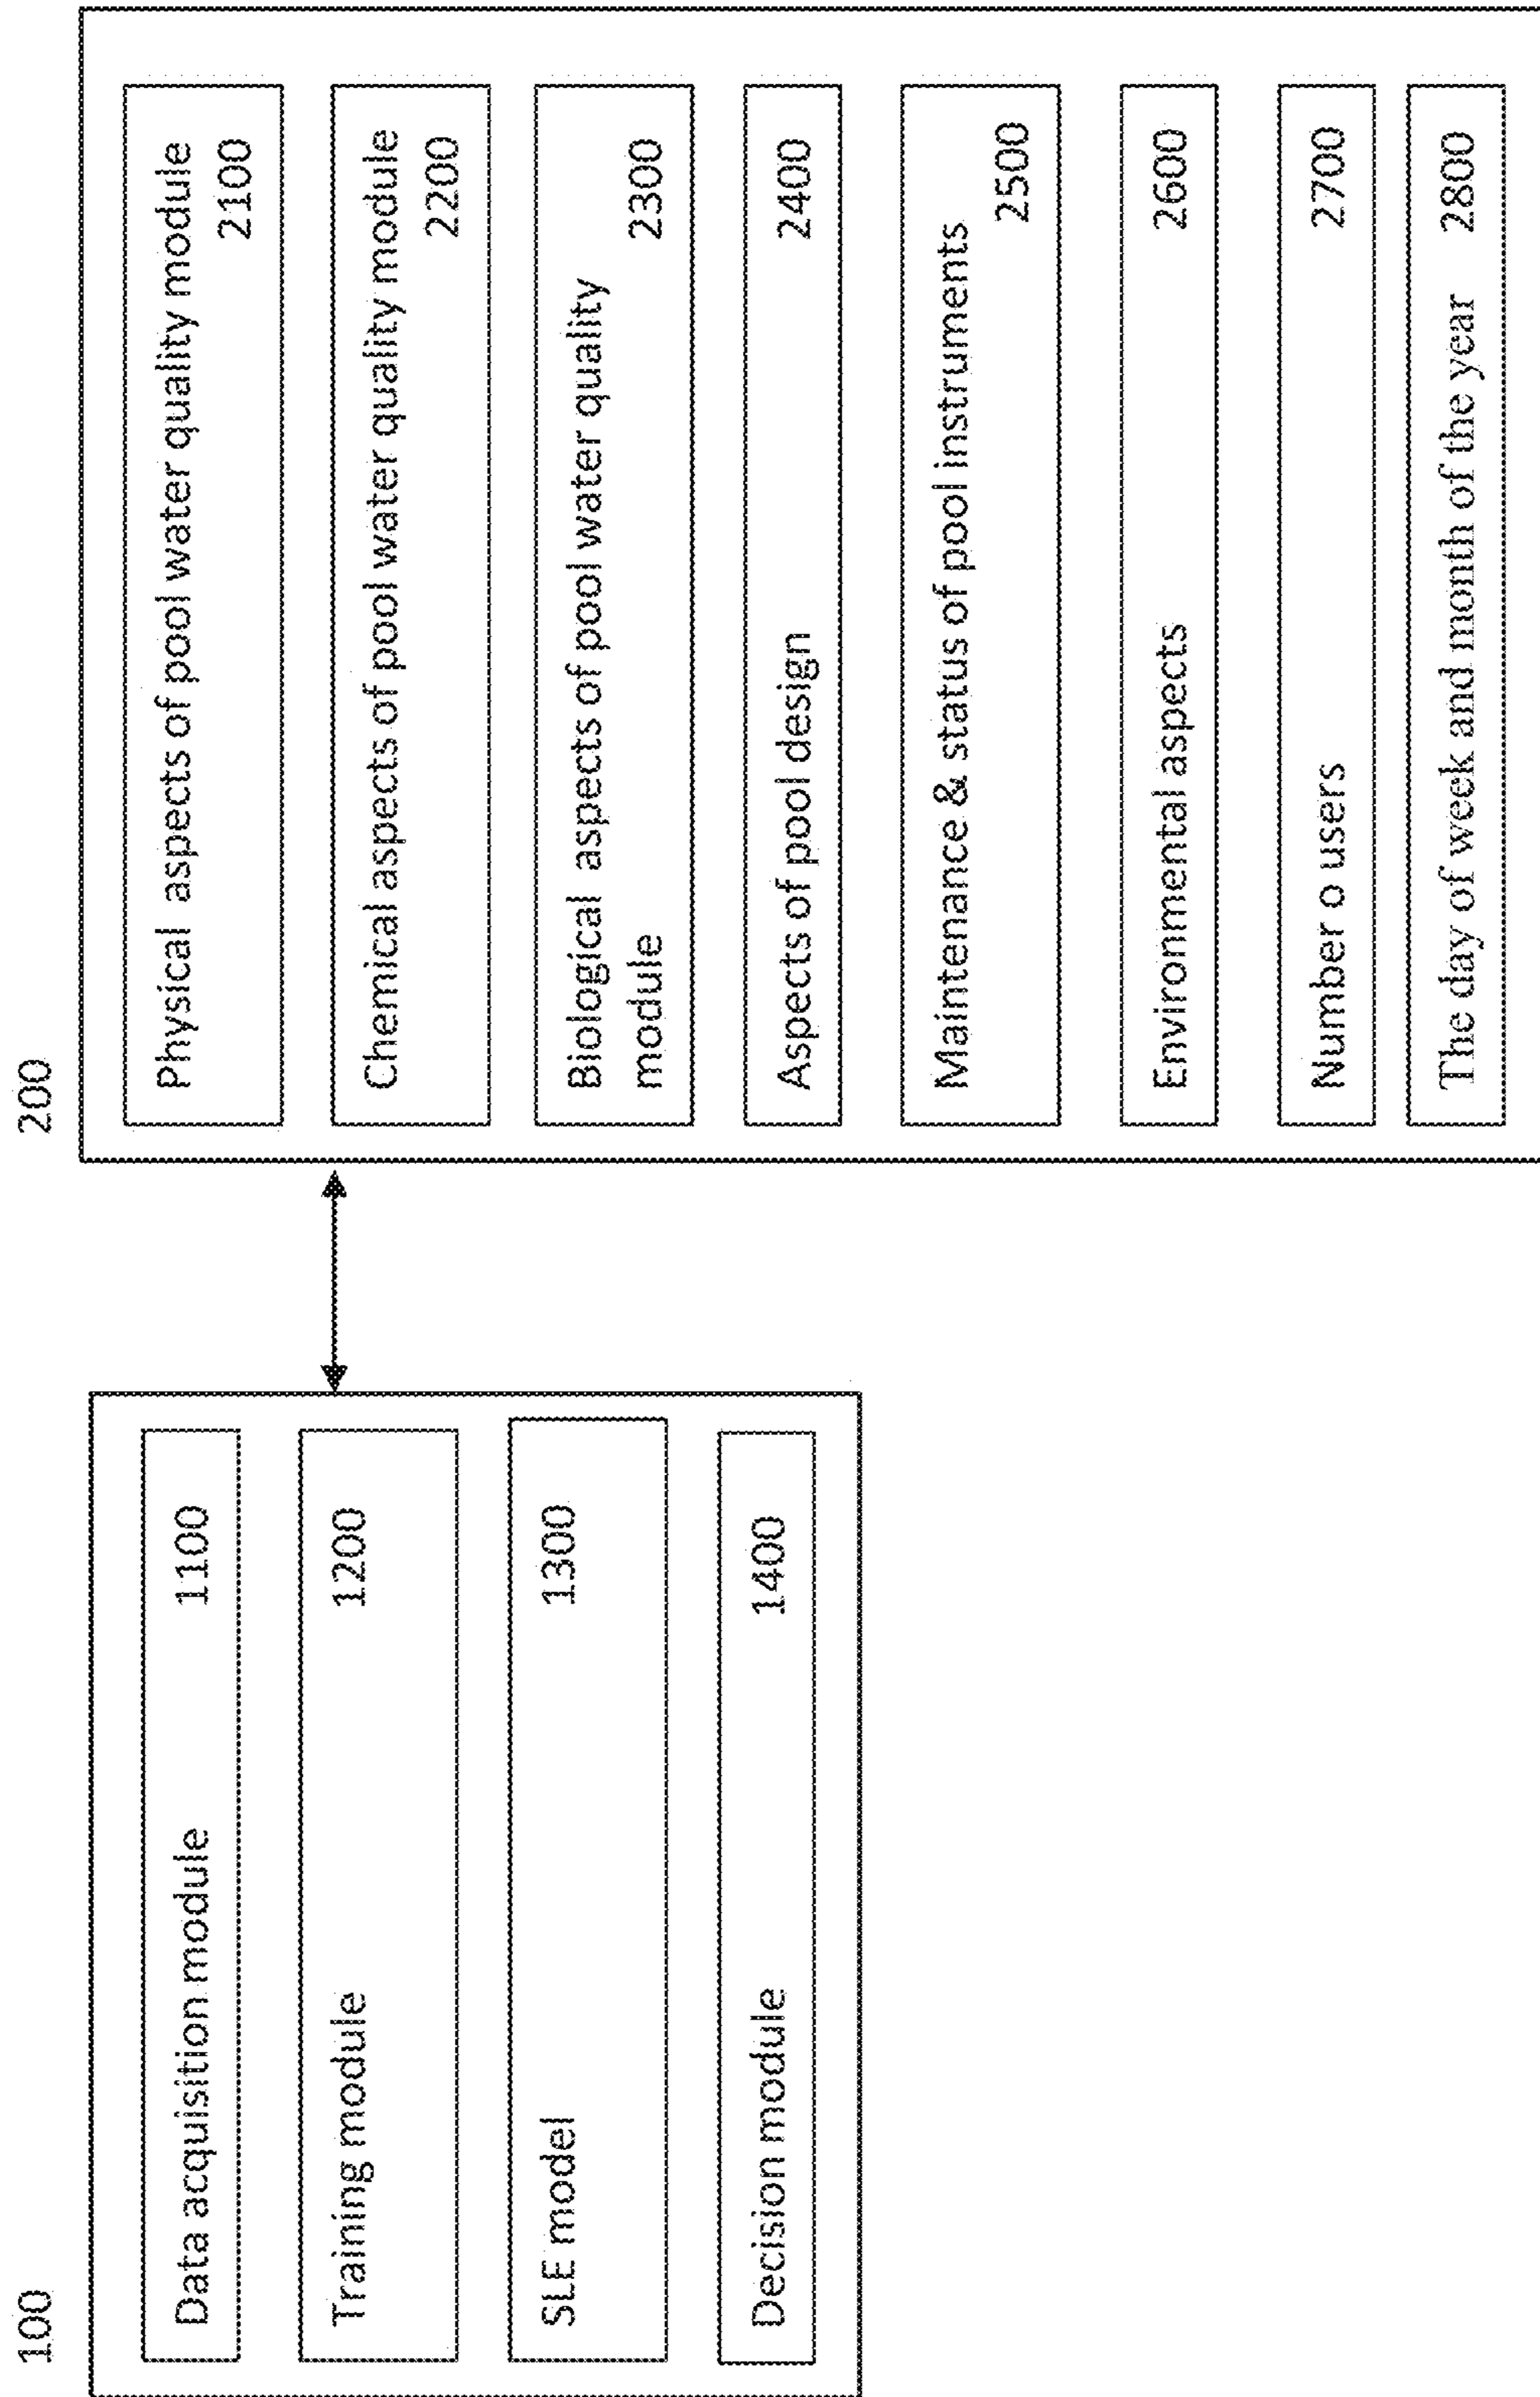 100
Data acquisition module 1100
Training module 1200
SLE model 1300
Decision module 1400
200
Physical aspects of pool water quality module
2100
Chemical aspects of pool water quality module
2200
Biological aspects of pool water quality
module 2300
Aspects of pool design 2400
Maintenance & status of pool instruments
2500
Environmental aspects 2600
Number o users 2700
The day of week and month of the year 2800